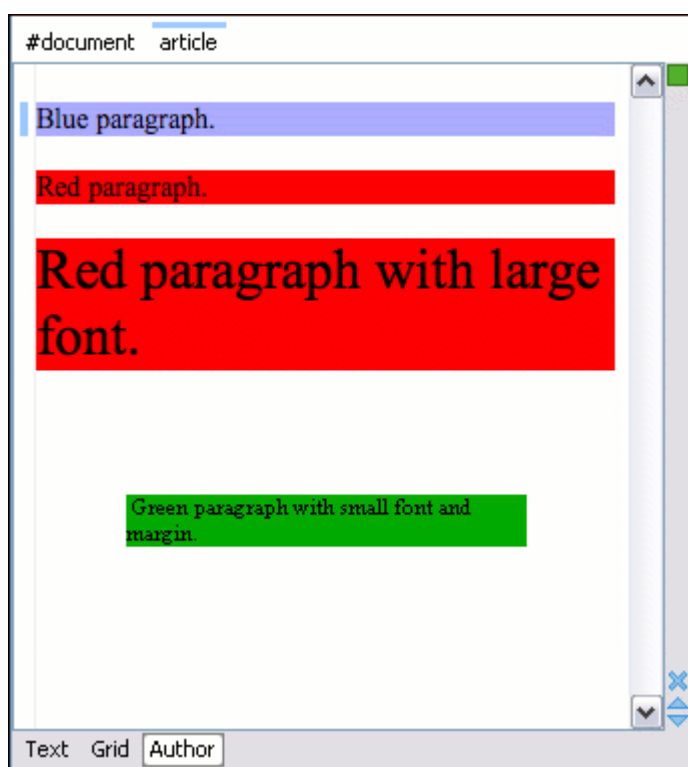 #document article
Blue paragraph.
Red paragraph.
Red paragraph with large
font.
Green paragraph with small font and
margin.
Text Grid Author